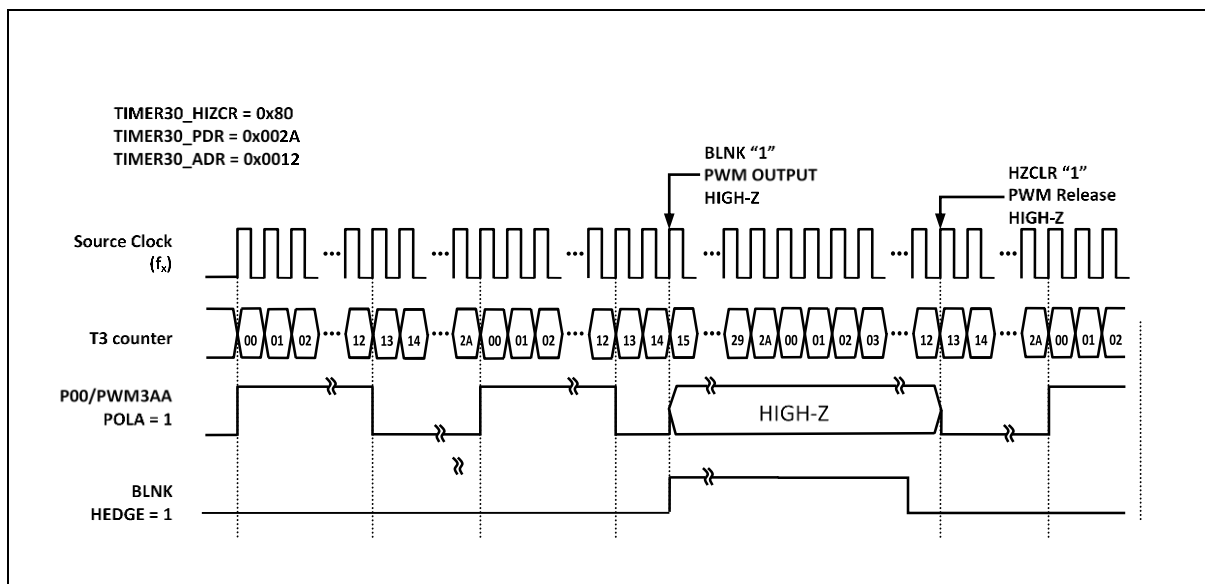 TIMER30_HIZCR = 0x80
TIMER30_PDR = 0x002A
TIMER30_ADR = 0x0012
BLNK “1”
PWM OUTPUT
HIGH-Z
HZCLR “1”
PWM Release
HIGH-Z
Source Clock
(fx)
... ... ... ... ... ...
T3 counter
00 01 02 ... 12 13 14 ... 2A 00 01 02 ... 12 13 14 15 ... 29 2A 00 01 02 03 ... 12 13 14 ... 2A 00 01 02
P00/PWM3AA
POLA = 1
HIGH-Z
BLNK
HEDGE = 1